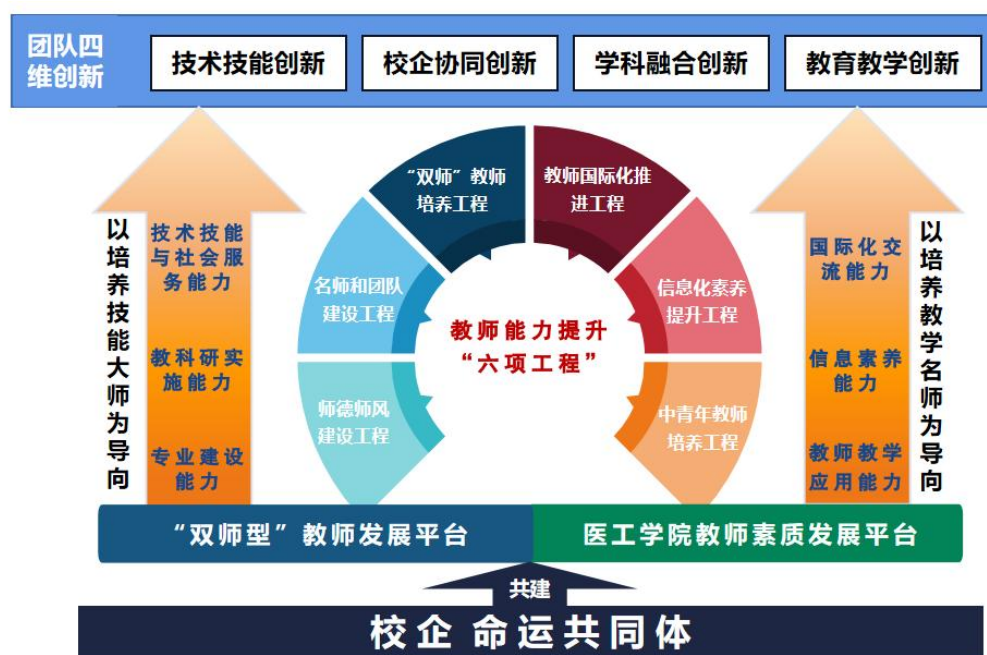 团队四
维创新
技术技能创新
校企协同创新
学科融合创新
教育教学创新
以培养技能大师为导向
技术技能
与社会服
务能力
教科研实
施能力
专业建设
能力
“双师”教师
培养工程
教师国际化推
进工程
名师和团队
建设工程
信息化素养
提升工程
师德师风
建设工程
中青年教师
培养工程
教师能力提升
“六项工程”
国际化交
流能力
信息素养
能力
教师教学
应用能力
以培养教学名师为导向
“双师型”教师发展平台
医工学院教师素质发展平台
共建
校企 命运共同体